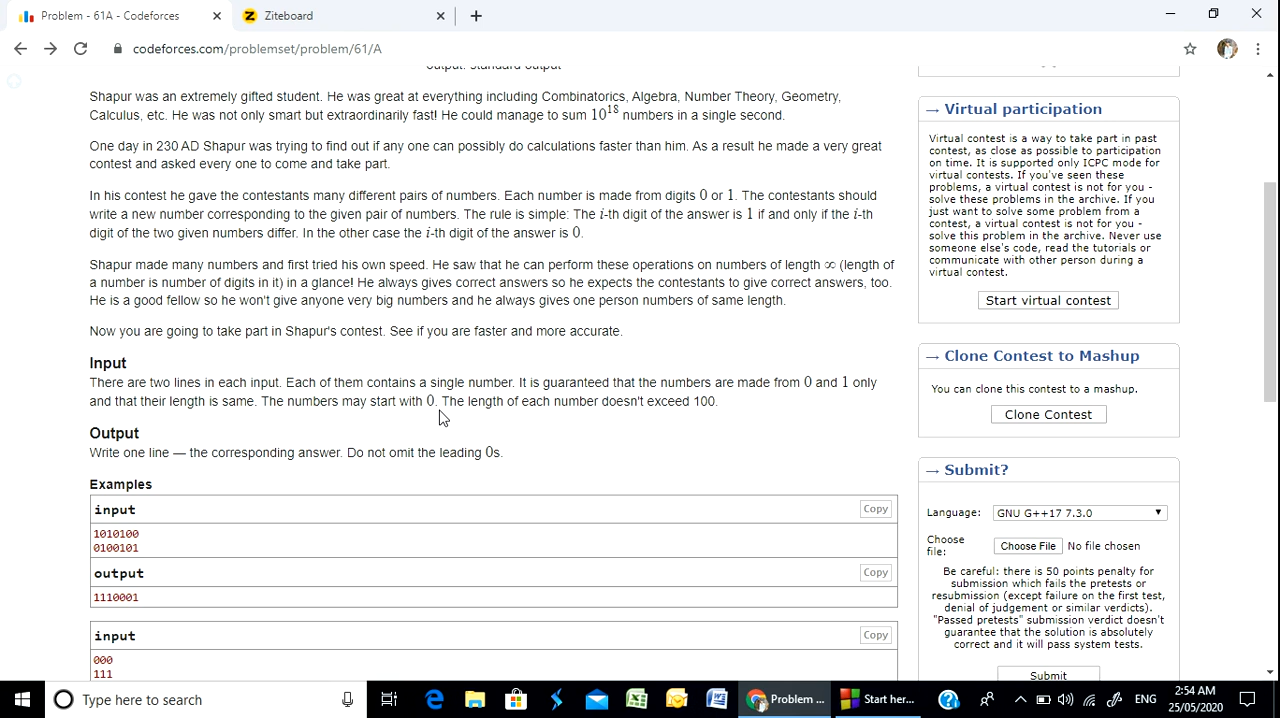 Problem - 61A - Codeforces
Ziteboard
codeforces.com/problemset/problem/61/A
output: standard output
Shapur was an extremely gifted student. He was great at everything including Combinatorics, Algebra, Number Theory, Geometry,
Calculus, etc. He was not only smart but extraordinarily fast! He could manage to sum 10^18 numbers in a single second.
One day in 230 AD Shapur was trying to find out if any one can possibly do calculations faster than him. As a result he made a very great
contest and asked every one to come and take part.
In his contest he gave the contestants many different pairs of numbers. Each number is made from digits 0 or 1. The contestants should
write a new number corresponding to the given pair of numbers. The rule is simple: The i-th digit of the answer is 1 if and only if the i-th
digit of the two given numbers differ. In the other case the i-th digit of the answer is 0.
Shapur made many numbers and first tried his own speed. He saw that he can perform these operations on numbers of length ∞ (length of
a number is number of digits in it) in a glance! He always gives correct answers so he expects the contestants to give correct answers, too.
He is a good fellow so he won't give anyone very big numbers and he always gives one person numbers of same length.
Now you are going to take part in Shapur's contest. See if you are faster and more accurate.
Input
There are two lines in each input. Each of them contains a single number. It is guaranteed that the numbers are made from 0 and 1 only
and that their length is same. The numbers may start with 0. The length of each number doesn't exceed 100.
Output
Write one line — the corresponding answer. Do not omit the leading 0s.
Examples
input
Copy
1010100
0100101
output
Copy
1110001
input
Copy
000
111
→ Virtual participation
Virtual contest is a way to take part in past
contest, as close as possible to participation
on time. It is supported only ICPC mode for
virtual contests. If you've seen these
problems, a virtual contest is not for you -
solve these problems in the archive. If you
just want to solve some problem from a
contest, a virtual contest is not for you -
solve this problem in the archive. Never use
someone else's code, read the tutorials or
communicate with other person during a
virtual contest.
Start virtual contest
→ Clone Contest to Mashup
You can clone this contest to a mashup.
Clone Contest
→ Submit?
Language:
GNU G++17 7.3.0
Choose
file:
Choose File No file chosen
Be careful: there is 50 points penalty for
submission which fails the pretests or
resubmission (except failure on the first test,
denial of judgement or similar verdicts).
"Passed pretests" submission verdict doesn't
guarantee that the solution is absolutely
correct and it will pass system tests.
Submit
Type here to search
Problem ...
Start her...
ENG
2:54 AM
25/05/2020